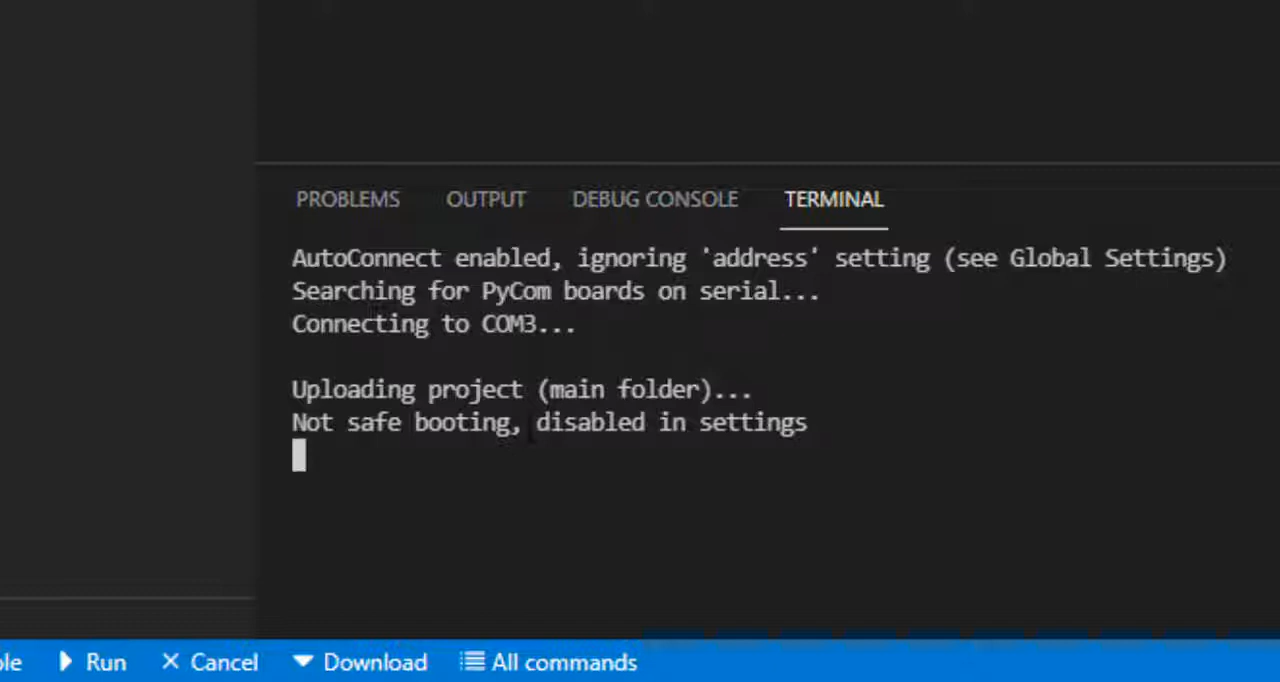 PROBLEMS OUTPUT DEBUG CONSOLE TERMINAL
AutoConnect enabled, ignoring 'address' setting (see Global Settings)
Searching for PyCom boards on serial...
Connecting to COM3...
Uploading project (main folder)...
Not safe booting, disabled in settings
Run Cancel Download All commands